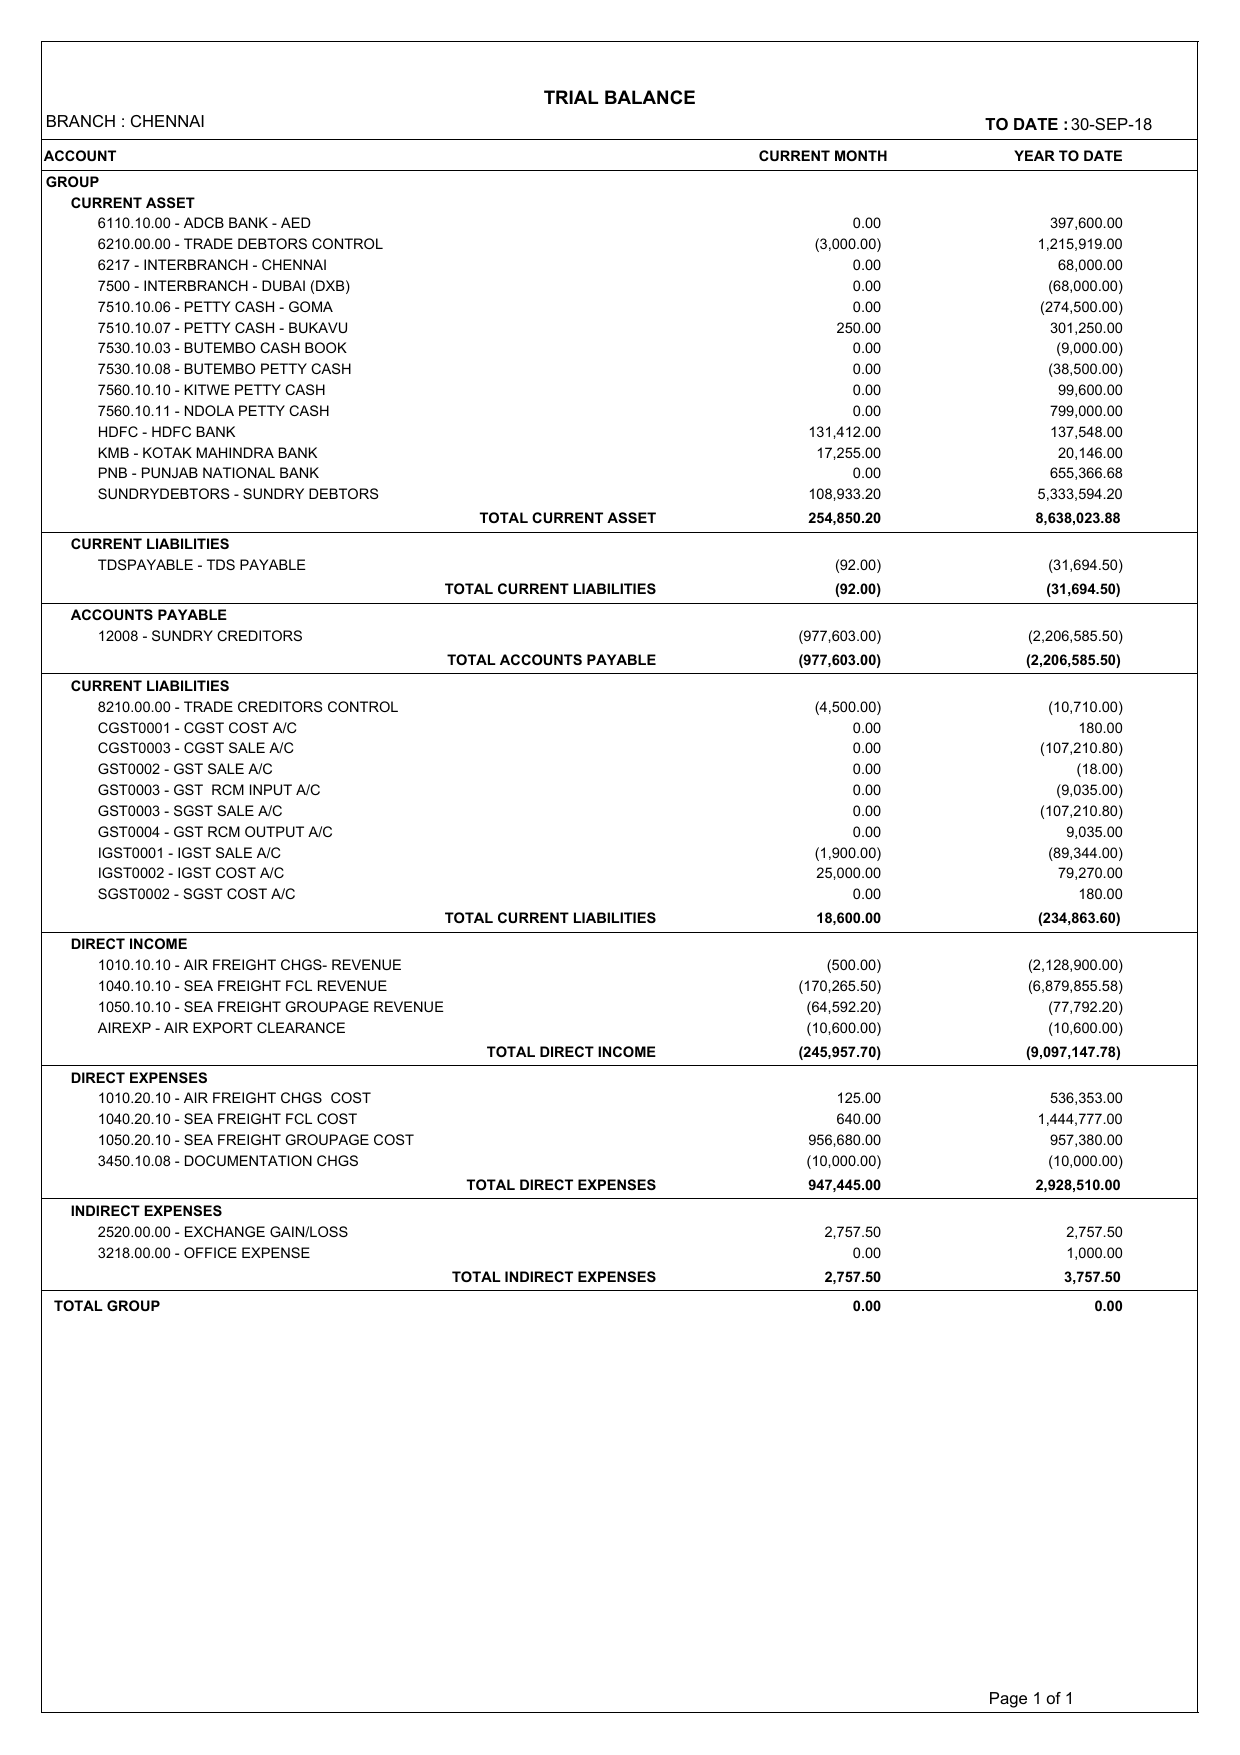 TRIAL BALANCE
BRANCH : CHENNAI
TO DATE : 30-SEP-18
ACCOUNT CURRENT MONTH YEAR TO DATE
GROUP
CURRENT ASSET
6110.10.00 - ADCB BANK - AED 0.00 397,600.00
6210.00.00 - TRADE DEBTORS CONTROL (3,000.00) 1,215,919.00
6217 - INTERBRANCH - CHENNAI 0.00 68,000.00
7500 - INTERBRANCH - DUBAI (DXB) 0.00 (68,000.00)
7510.10.06 - PETTY CASH - GOMA 0.00 (274,500.00)
7510.10.07 - PETTY CASH - BUKAVU 250.00 301,250.00
7530.10.03 - BUTEMBO CASH BOOK 0.00 (9,000.00)
7530.10.08 - BUTEMBO PETTY CASH 0.00 (38,500.00)
7560.10.10 - KITWE PETTY CASH 0.00 99,600.00
7560.10.11 - NDOLA PETTY CASH 0.00 799,000.00
HDFC - HDFC BANK 131,412.00 137,548.00
KMB - KOTAK MAHINDRA BANK 17,255.00 20,146.00
PNB - PUNJAB NATIONAL BANK 0.00 655,366.68
SUNDRYDEBTORS - SUNDRY DEBTORS 108,933.20 5,333,594.20
TOTAL CURRENT ASSET 254,850.20 8,638,023.88
CURRENT LIABILITIES
TDSPAYABLE - TDS PAYABLE (92.00) (31,694.50)
TOTAL CURRENT LIABILITIES (92.00) (31,694.50)
ACCOUNTS PAYABLE
12008 - SUNDRY CREDITORS (977,603.00) (2,206,585.50)
TOTAL ACCOUNTS PAYABLE (977,603.00) (2,206,585.50)
CURRENT LIABILITIES
8210.00.00 - TRADE CREDITORS CONTROL (4,500.00) (10,710.00)
CGST0001 - CGST COST A/C 0.00 180.00
CGST0003 - CGST SALE A/C 0.00 (107,210.80)
GST0002 - GST SALE A/C 0.00 (18.00)
GST0003 - GST  RCM INPUT A/C 0.00 (9,035.00)
GST0003 - SGST SALE A/C 0.00 (107,210.80)
GST0004 - GST RCM OUTPUT A/C 0.00 9,035.00
IGST0001 - IGST SALE A/C (1,900.00) (89,344.00)
IGST0002 - IGST COST A/C 25,000.00 79,270.00
SGST0002 - SGST COST A/C 0.00 180.00
TOTAL CURRENT LIABILITIES 18,600.00 (234,863.60)
DIRECT INCOME
1010.10.10 - AIR FREIGHT CHGS- REVENUE (500.00) (2,128,900.00)
1040.10.10 - SEA FREIGHT FCL REVENUE (170,265.50) (6,879,855.58)
1050.10.10 - SEA FREIGHT GROUPAGE REVENUE (64,592.20) (77,792.20)
AIREXP - AIR EXPORT CLEARANCE (10,600.00) (10,600.00)
TOTAL DIRECT INCOME (245,957.70) (9,097,147.78)
DIRECT EXPENSES
1010.20.10 - AIR FREIGHT CHGS  COST 125.00 536,353.00
1040.20.10 - SEA FREIGHT FCL COST 640.00 1,444,777.00
1050.20.10 - SEA FREIGHT GROUPAGE COST 956,680.00 957,380.00
3450.10.08 - DOCUMENTATION CHGS (10,000.00) (10,000.00)
TOTAL DIRECT EXPENSES 947,445.00 2,928,510.00
INDIRECT EXPENSES
2520.00.00 - EXCHANGE GAIN/LOSS 2,757.50 2,757.50
3218.00.00 - OFFICE EXPENSE 0.00 1,000.00
TOTAL INDIRECT EXPENSES 2,757.50 3,757.50
TOTAL GROUP 0.00 0.00
Page 1 of 1